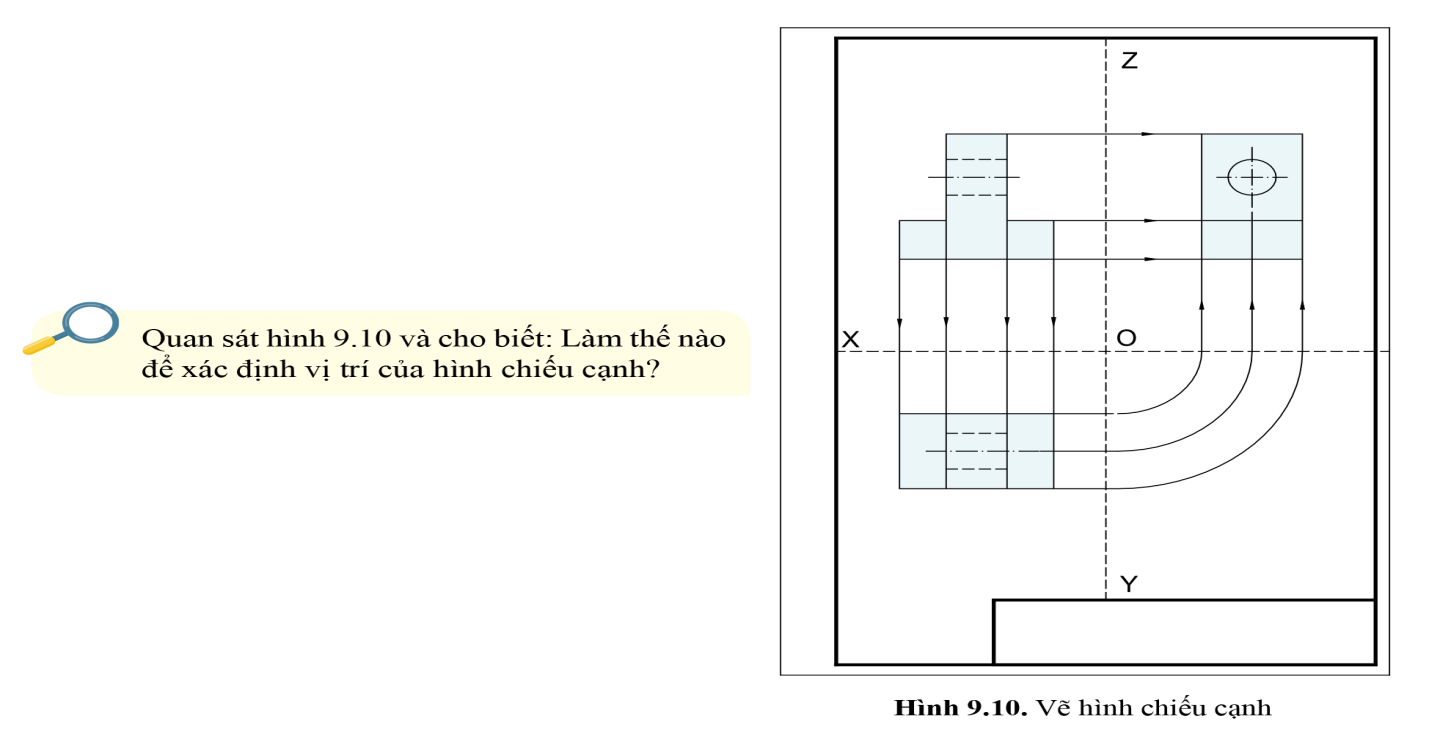 Quan sát hình 9.10 và cho biết: Làm thế nào
để xác định vị trí của hình chiếu cạnh?
Z
X
O
Y
Hình 9.10. Vẽ hình chiếu cạnh